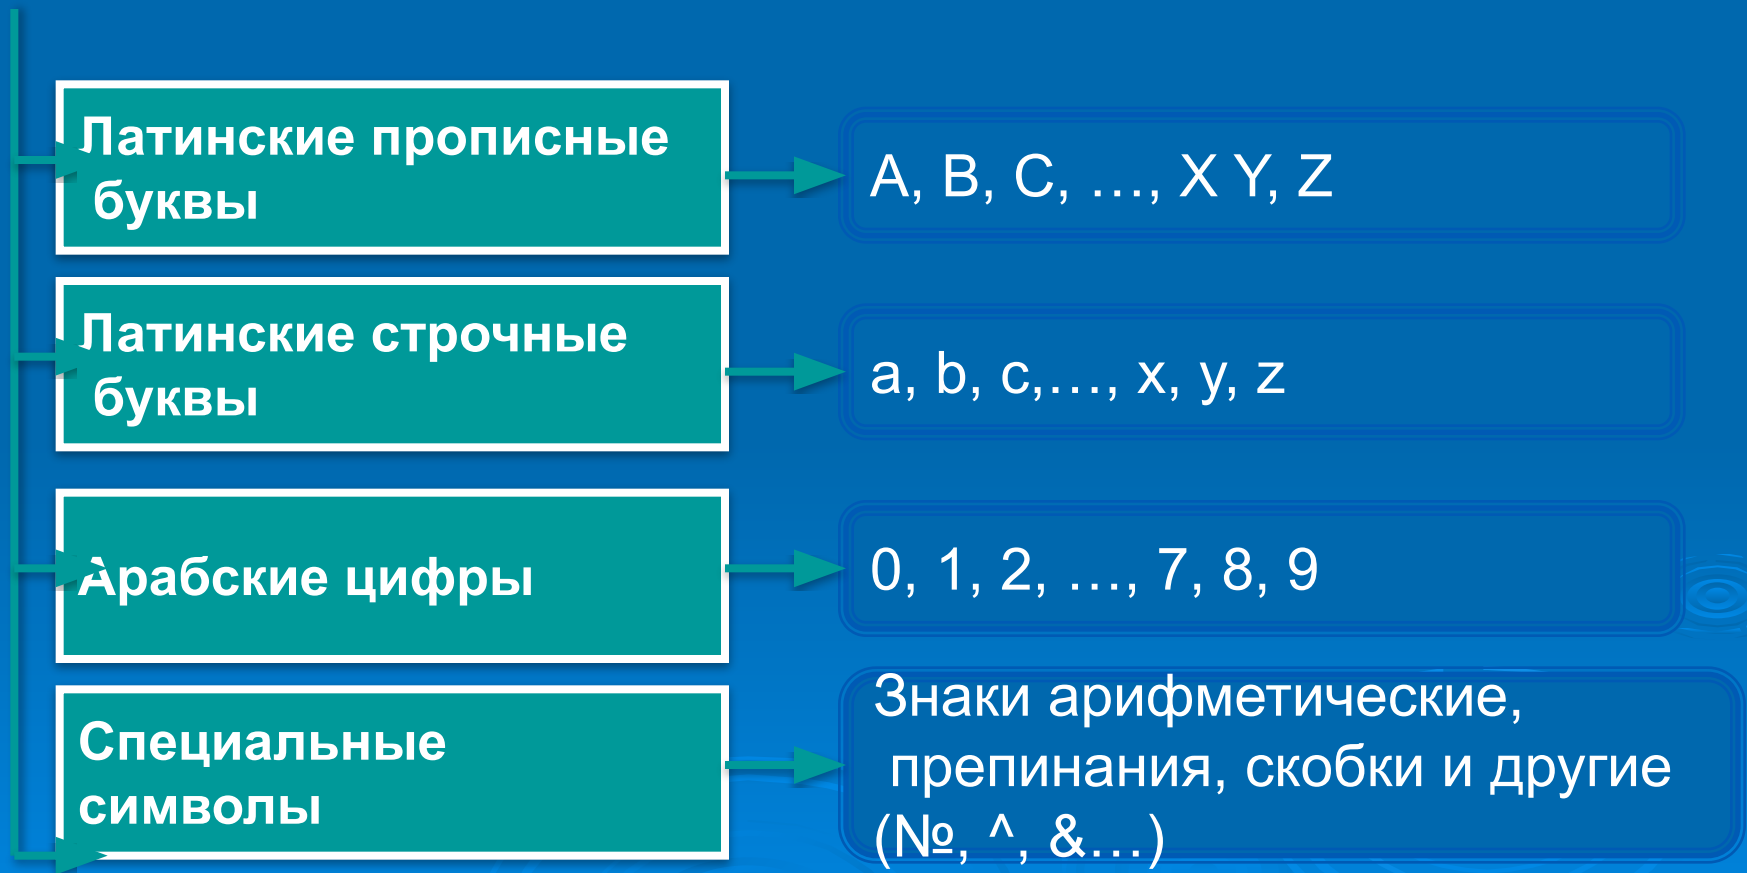 Латинские прописные
буквы
A, B, C, …, X Y, Z
Латинские строчные
буквы
a, b, c,…, x, y, z
Арабские цифры
0, 1, 2, …, 7, 8, 9
Специальные
символы
Знаки арифметические,
препинания, скобки и другие
(№, ^, &…)